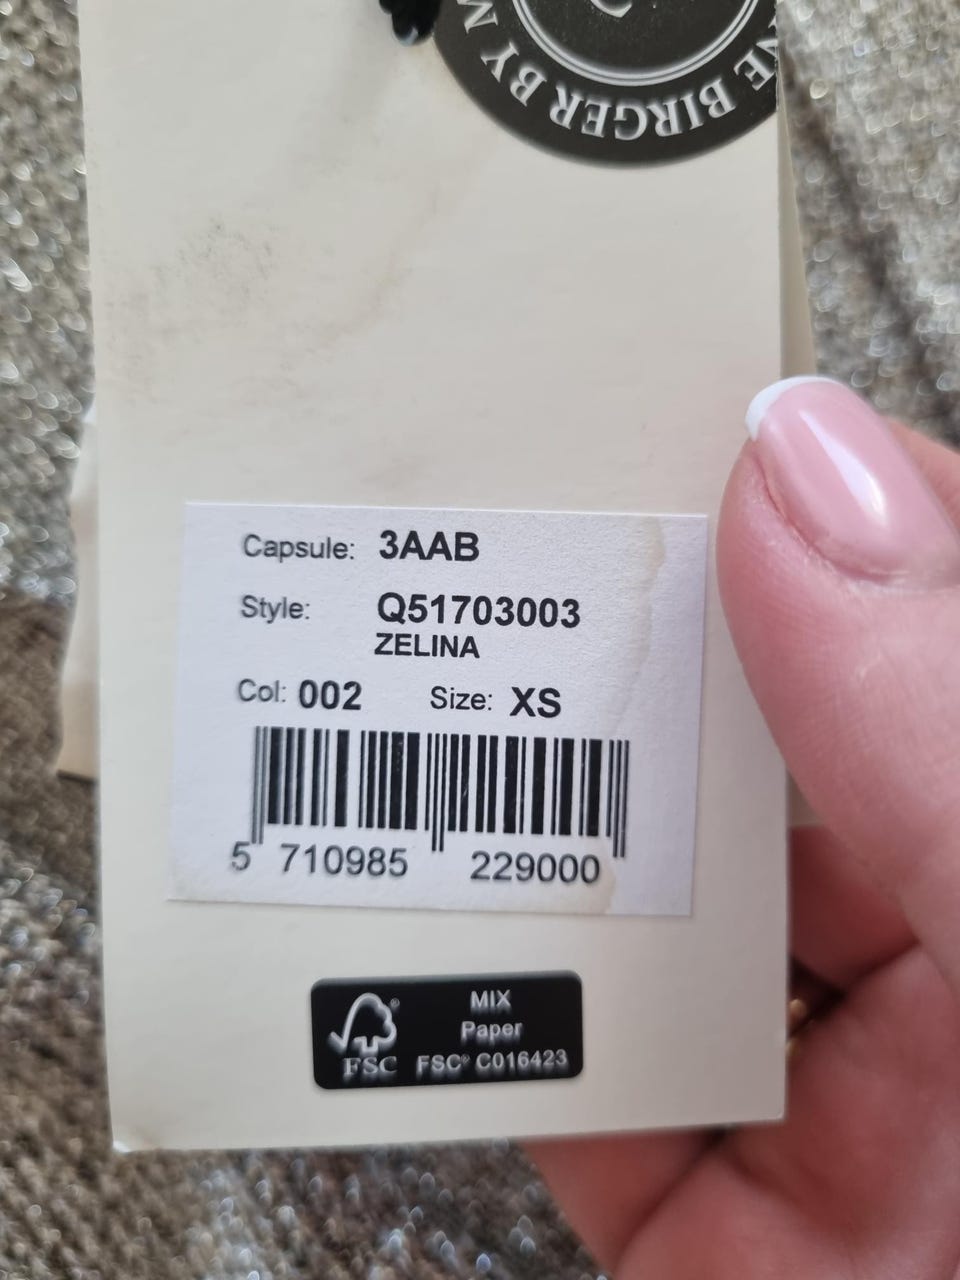 NE BIRGER BY M
Capsule: 3AAB
Style: Q51703003
ZELINA
Col: 002 Size: XS
5 710985 229000
MIX
Paper
FSC® C016423
FSC